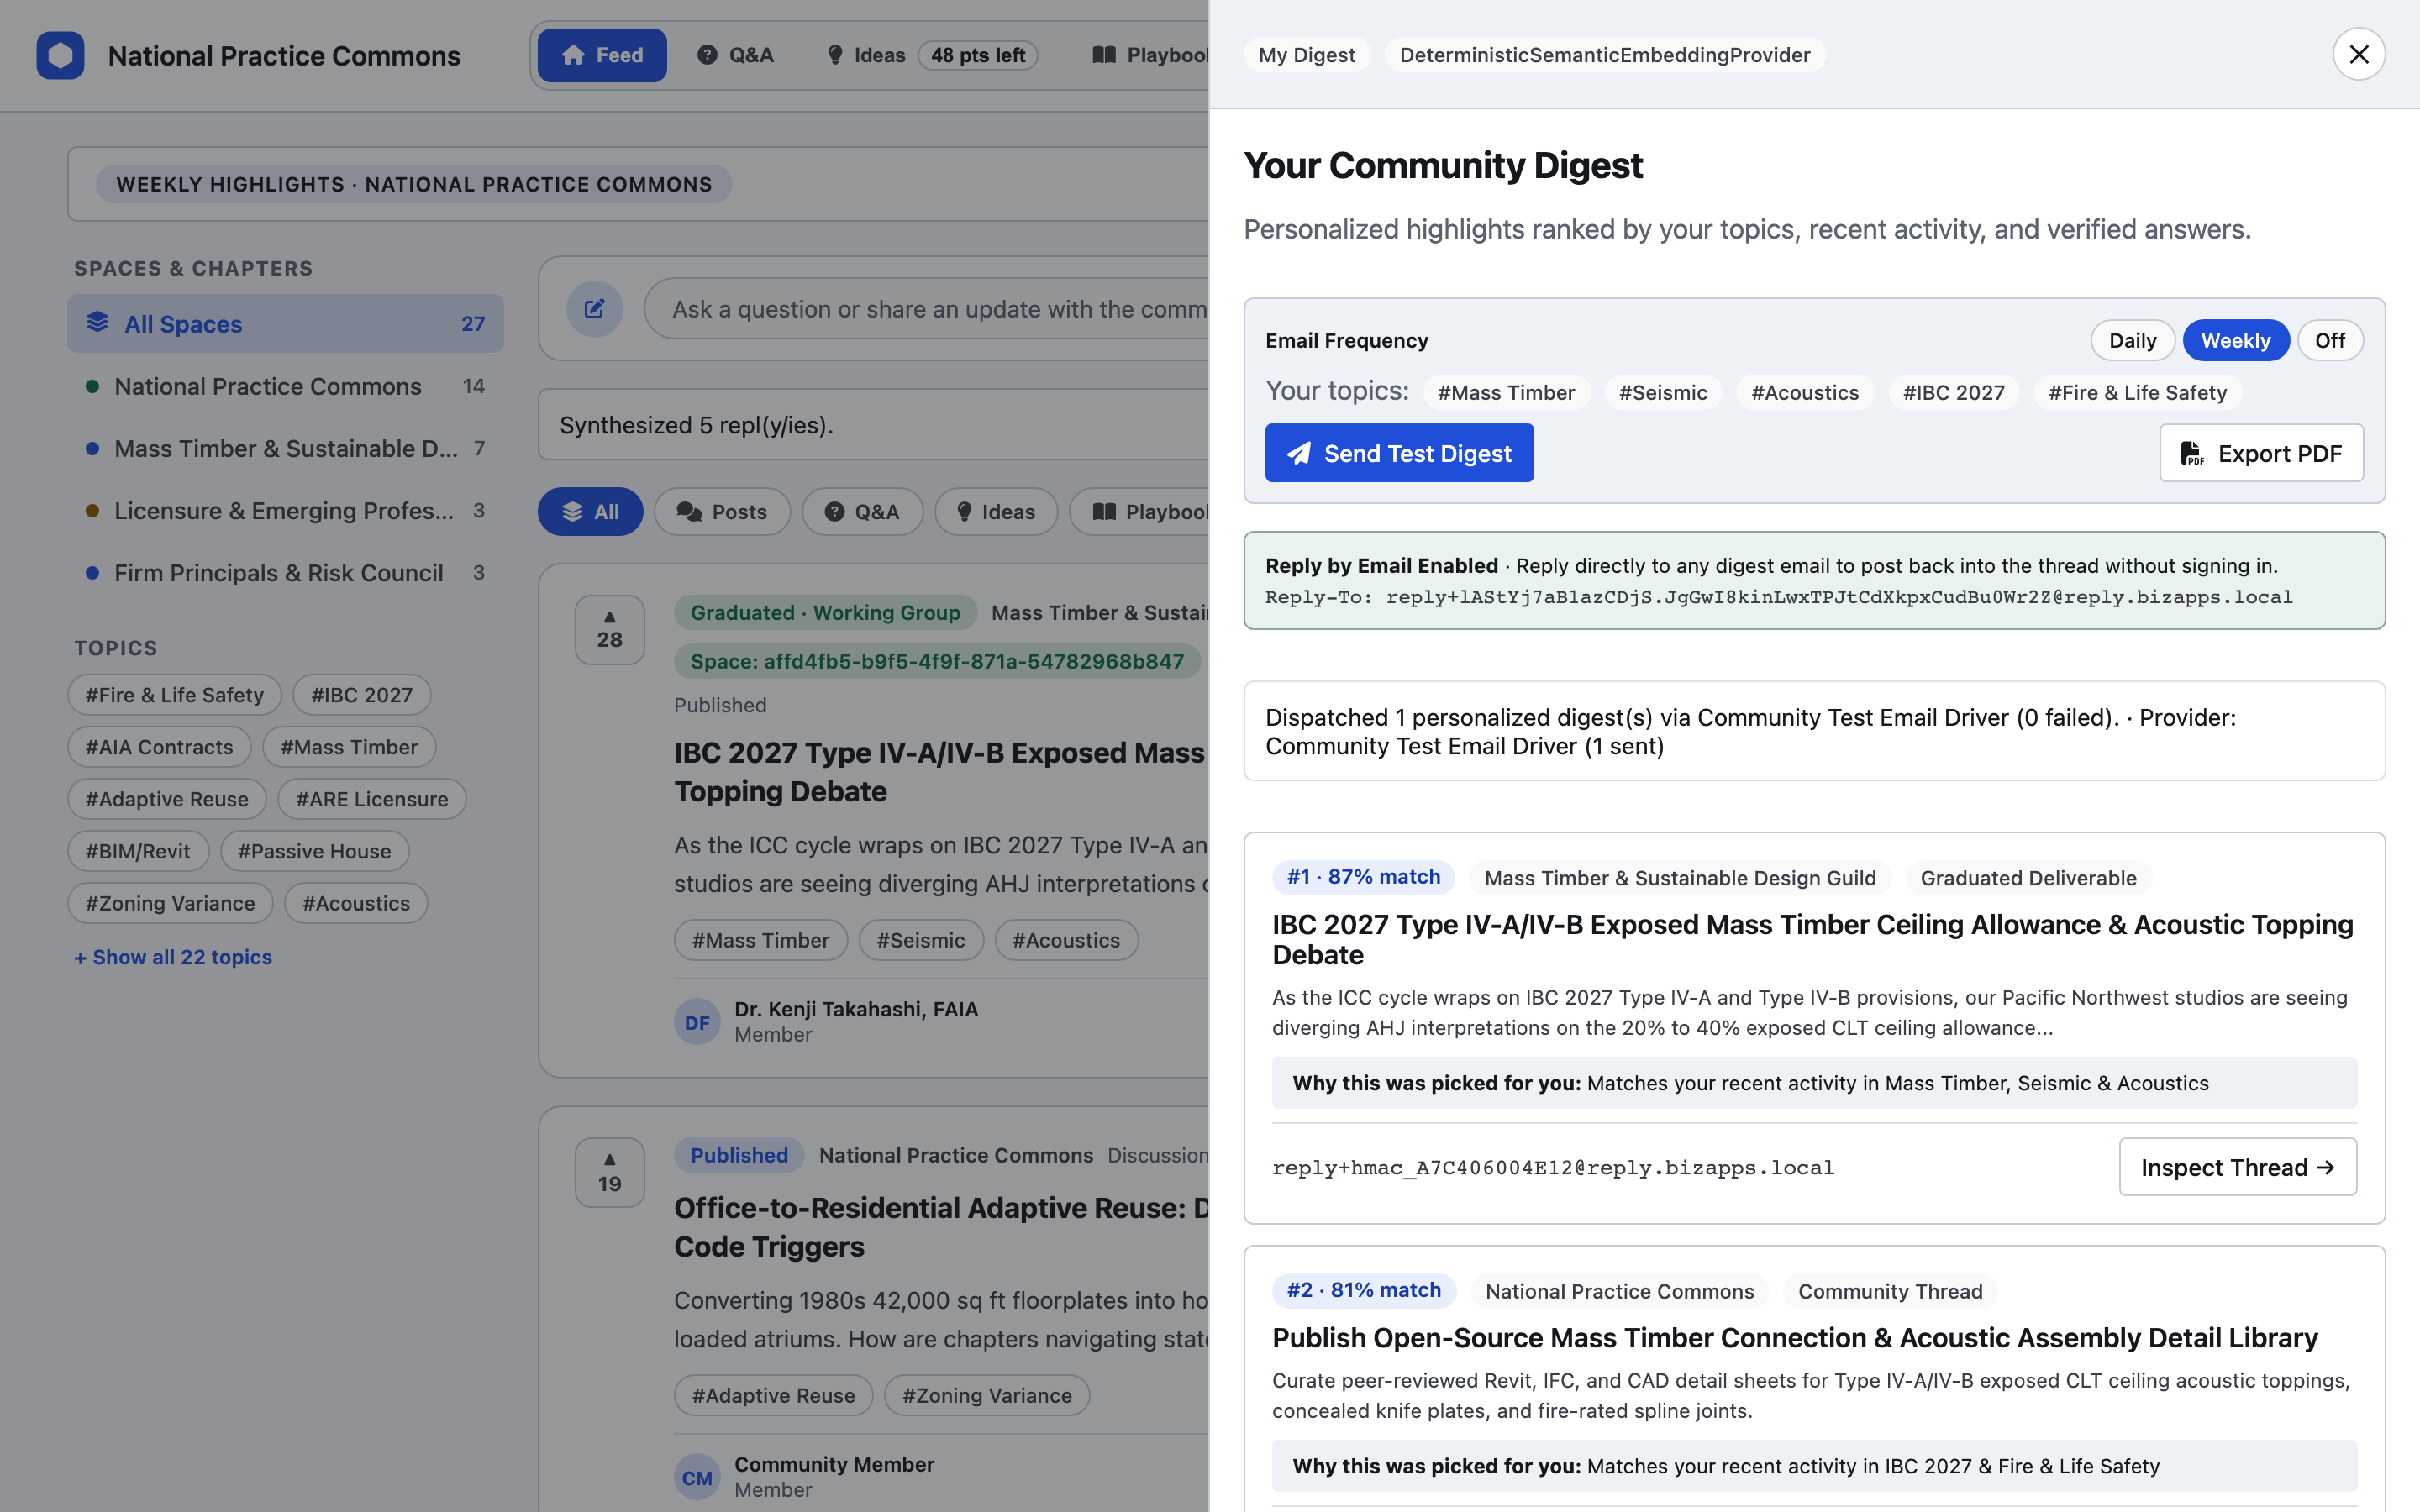 National Practice Commons
Feed
Q&A
Ideas
48 pts left
WEEKLY HIGHLIGHTS · NATIONAL PRACTICE COMMONS
SPACES & CHAPTERS
All Spaces 27
National Practice Commons 14
Mass Timber & Sustainable D... 7
Licensure & Emerging Profes... 3
Firm Principals & Risk Council 3
TOPICS
#Fire & Life Safety #IBC 2027
#AIA Contracts #Mass Timber
#Adaptive Reuse #ARE Licensure
#BIM/Revit #Passive House
#Zoning Variance #Acoustics
+ Show all 22 topics
Ask a question or share an update with the comm
Synthesized 5 repl(y/ies).
All Posts Q&A Ideas
28
Graduated · Working Group Mass Timber &
Space: affd4fb5-b9f5-4f9f-871a-54782968b847
Published
IBC 2027 Type IV-A/IV-B Exposed Mass
Topping Debate
As the ICC cycle wraps on IBC 2027 Type IV-A
studios are seeing diverging AHJ interpretations
#Mass Timber #Seismic #Acoustics
DF
Dr. Kenji Takahashi, FAIA
Member
19
Published National Practice Commons Discussion
Office-to-Residential Adaptive Reuse:
Code Triggers
Converting 1980s 42,000 sq ft floorplates into
loaded atriums. How are chapters navigating
#Adaptive Reuse #Zoning Variance
CM
Community Member
Member
My Digest DeterministicSemanticEmbeddingProvider
Your Community Digest
Personalized highlights ranked by your topics, recent activity, and verified answers.
Email Frequency Daily Weekly Off
Your topics: #Mass Timber #Seismic #Acoustics #IBC 2027 #Fire & Life Safety
Send Test Digest PDF Export PDF
Reply by Email Enabled · Reply directly to any digest email to post back into the thread without signing in.
Reply-To: reply+lAStYj7aB1azCDjS.JgGwI8kinLwxTPJtCdXkpxCudBu0Wr2Z@reply.bizapps.local
Dispatched 1 personalized digest(s) via Community Test Email Driver (0 failed). · Provider:
Community Test Email Driver (1 sent)
#1 · 87% match Mass Timber & Sustainable Design Guild Graduated Deliverable
IBC 2027 Type IV-A/IV-B Exposed Mass Timber Ceiling Allowance & Acoustic Topping
Debate
As the ICC cycle wraps on IBC 2027 Type IV-A and Type IV-B provisions, our Pacific Northwest studios are seeing
diverging AHJ interpretations on the 20% to 40% exposed CLT ceiling allowance...
Why this was picked for you: Matches your recent activity in Mass Timber, Seismic & Acoustics
reply+hmac_A7C406004E12@reply.bizapps.local Inspect Thread →
#2 · 81% match National Practice Commons Community Thread
Publish Open-Source Mass Timber Connection & Acoustic Assembly Detail Library
Curate peer-reviewed Revit, IFC, and CAD detail sheets for Type IV-A/IV-B exposed CLT ceiling acoustic toppings,
concealed knife plates, and fire-rated spline joints.
Why this was picked for you: Matches your recent activity in IBC 2027 & Fire & Life Safety